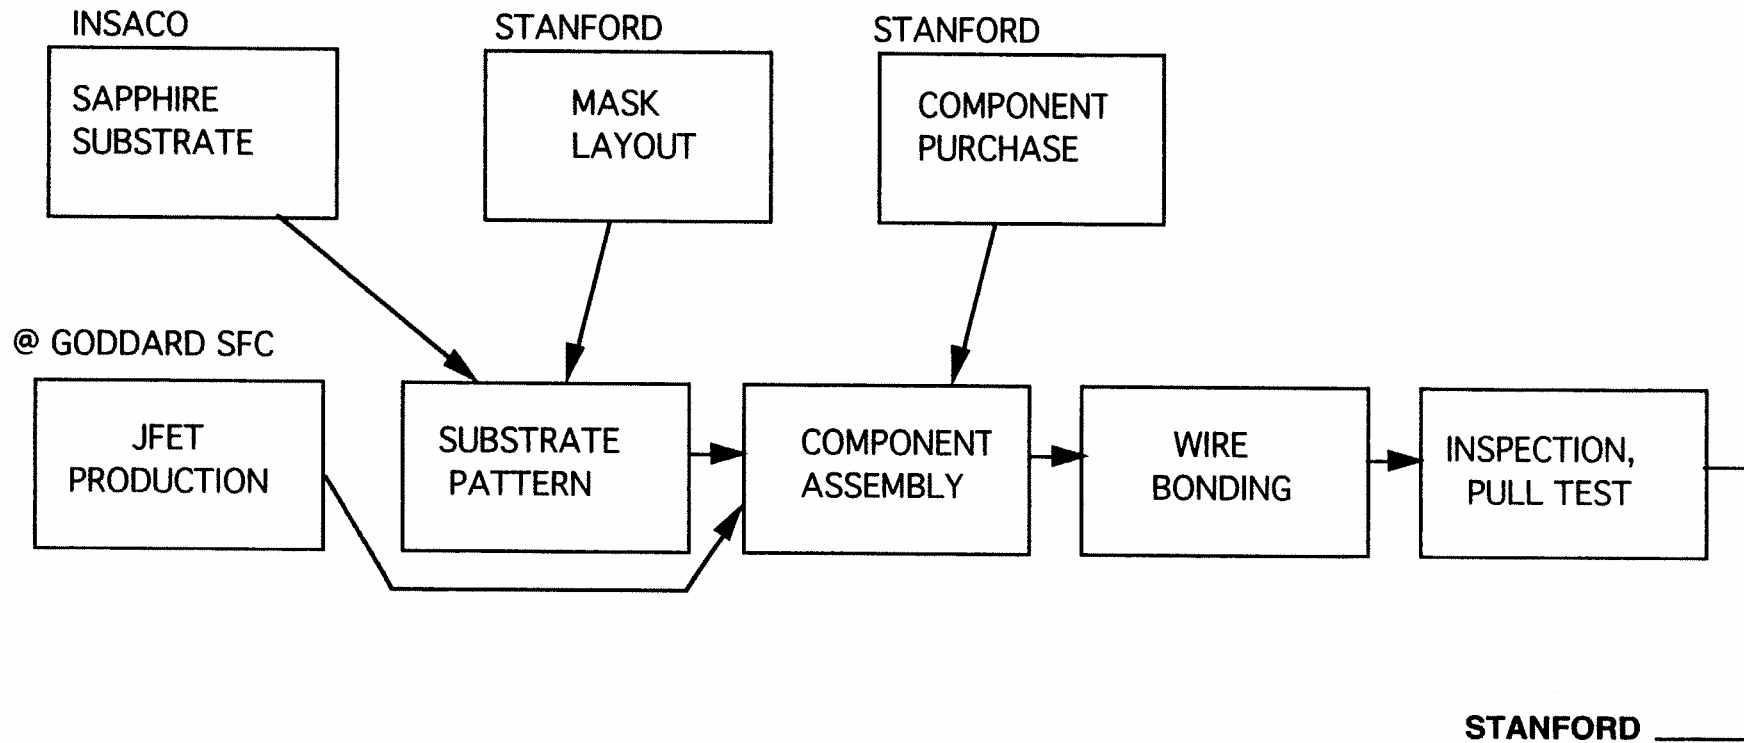 INSACO
STANFORD
STANFORD
SAPPHIRE
SUBSTRATE
MASK
LAYOUT
COMPONENT
PURCHASE
@ GODDARD SFC
JFET
PRODUCTION
SUBSTRATE
PATTERN
COMPONENT
ASSEMBLY
WIRE
BONDING
INSPECTION,
PULL TEST
STANFORD